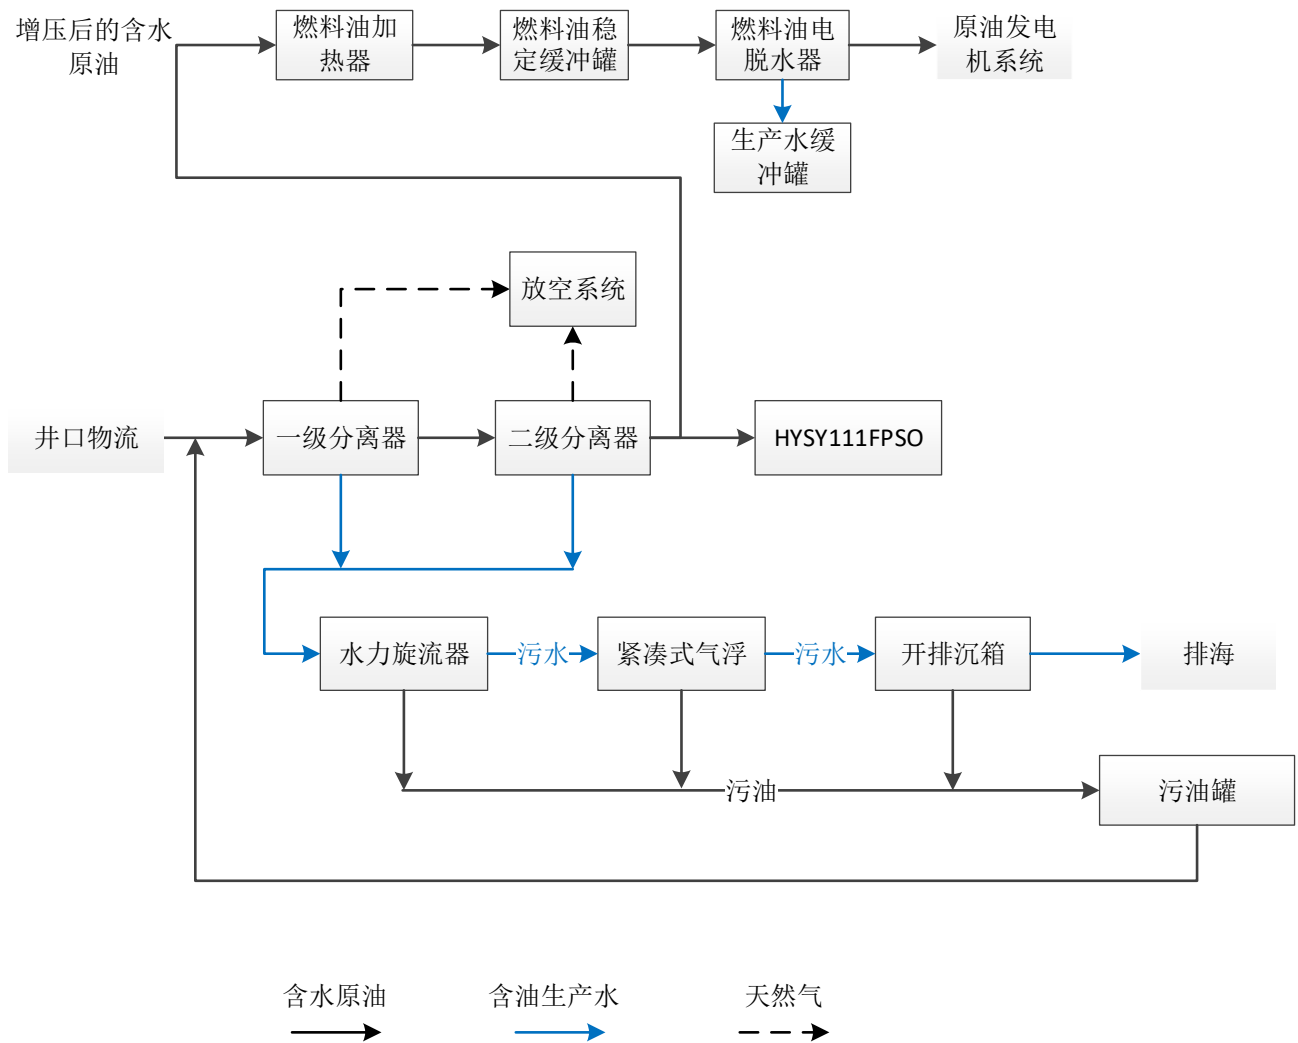 增压后的含水
原油
燃料油加
热器
燃料油稳
定缓冲罐
燃料油电
脱水器
原油发电
机系统
生产水缓
冲罐
放空系统
井口物流
一级分离器
二级分离器
HYSY111FPSO
水力旋流器
污水
紧凑式气浮
污水
开排沉箱
排海
污油
污油罐
含水原油
含油生产水
天然气